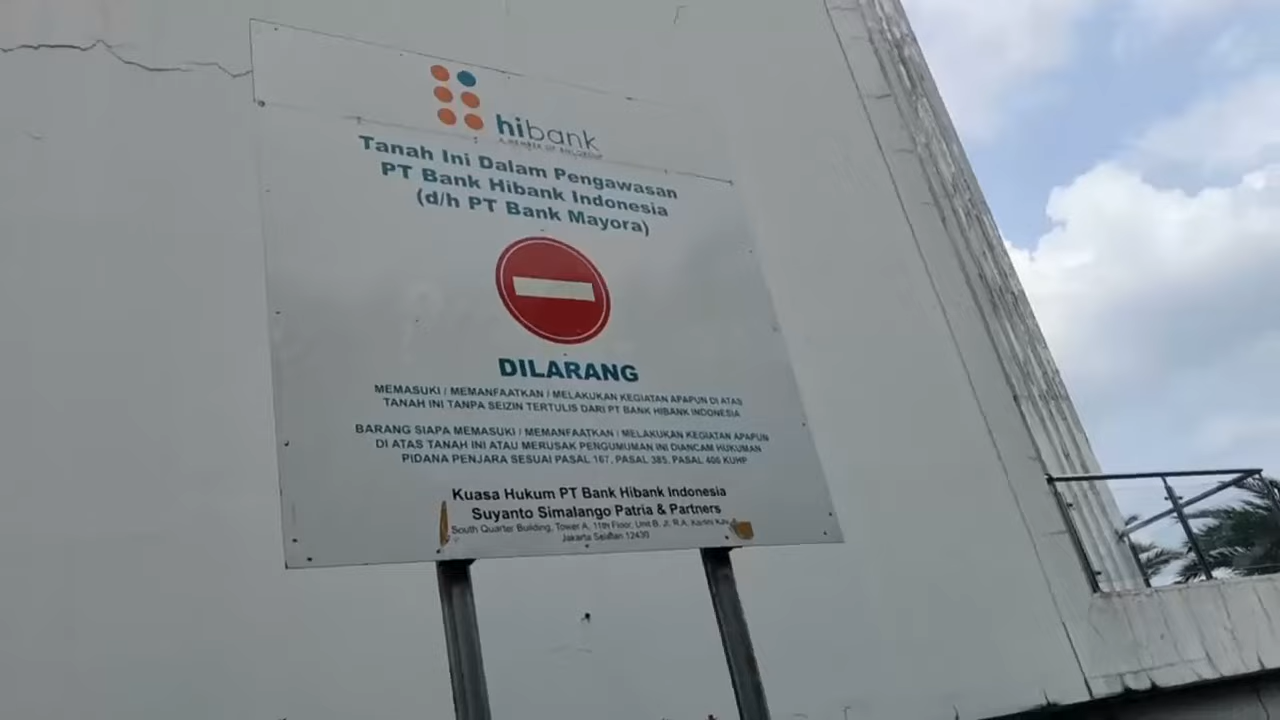 hibank
A MEMBER OF BNI GROUP
Tanah Ini Dalam Pengawasan
PT Bank Hibank Indonesia
(d/h PT Bank Mayora)
DILARANG
MEMASUKI / MEMANFAATKAN / MELAKUKAN KEGIATAN APAPUN DI ATAS
TANAH INI TANPA SEIZIN TERTULIS DARI PT BANK HIBANK INDONESIA
BARANG SIAPA MEMASUKI / MEMANFAATKAN / MELAKUKAN KEGIATAN APAPUN
DI ATAS TANAH INI ATAU MERUSAK PENGUMUMAN INI DIANCAM HUKUMAN
PIDANA PENJARA SESUAI PASAL 167, PASAL 385, PASAL 406 KUHP
Kuasa Hukum PT Bank Hibank Indonesia
Suyanto Simalango Patria & Partners
South Quarter Building, Tower A, 11th Floor, Unit B, Jl. R.A. Kartini Kav.
Jakarta Selatan 12430